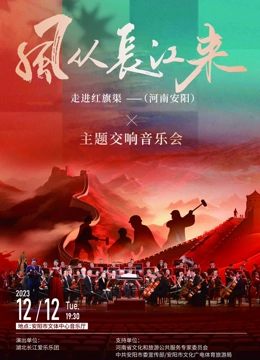 風从長江来
走进红旗渠 ——（河南安阳）
×
主题交响音乐会
2023
12/12 Tue. 19:30
地点:安阳市文体中心音乐厅
演出单位:
湖北长江爱乐乐团
支持单位:
河南省文化和旅游公共服务专家委员会
中共安阳市委宣传部/安阳市文化广电体育旅游局